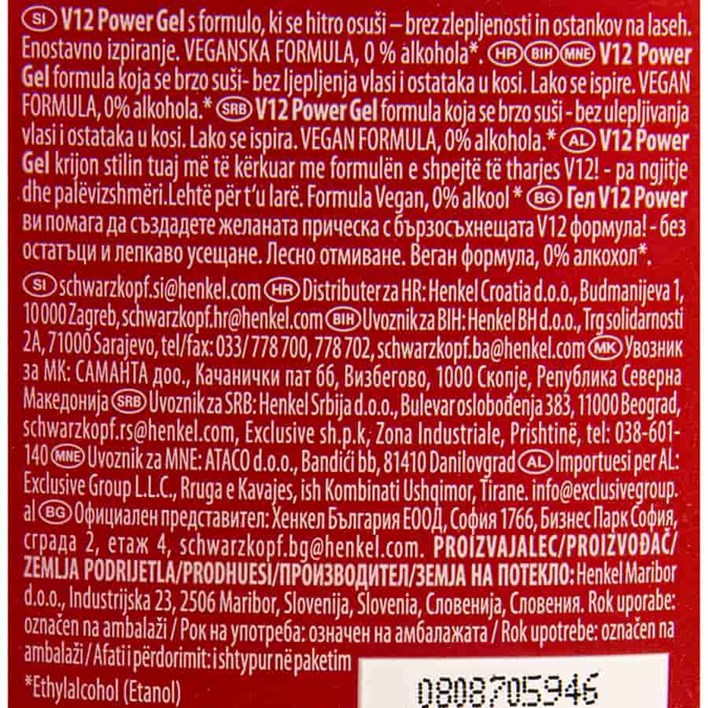 SI V12 Power Gel s formulo, ki se hitro osuši – brez zlepljenosti in ostankov na laseh.
Enostavno izpiranje. VEGANSKA FORMULA, 0 % alkohola*. HR BIH MNE V12 Power
Gel formula koja se brzo suši- bez ljepljenja vlasi i ostataka u kosi. Lako se ispire. VEGAN
FORMULA, 0% alkohola.* SRB V12 Power Gel formula koja se brzo suši - bez ulepljivanja
vlasi i ostataka u kosi. Lako se ispira. VEGAN FORMULA, 0% alkohola.* AL V12 Power
Gel krijon stilin tuaj më të kërkuar me formulën e shpejtë të tharjes V12! - pa ngjitje
dhe palëvizshmëri.Lehtë për t'u larë. Formula Vegan, 0% alkool * BG Гел V12 Power
ви помага да създадете желаната прическа с бързосъхнещата V12 формула! - без
остатъци и лепкаво усещане. Лесно отмиване. Веган формула, 0% алкохол*.
SI schwarzkopf.si@henkel.com HR Distributer za HR: Henkel Croatia d.o.o., Budmanijeva 1,
10 000 Zagreb, schwarzkopf.hr@henkel.com BIH Uvoznik za BIH: Henkel BH d.o.o., Trg solidarnosti
2A, 71000 Sarajevo, tel/fax: 033/ 778 700, 778 702, schwarzkopf.ba@henkel.com MK Увозник
за МК: САМАНТА доо., Качанички пат 66, Визбегово, 1000 Скопје, Република Северна
Македонија SRB Uvoznik za SRB: Henkel Srbija d.o.o., Bulevar oslobođenja 383, 11000 Beograd,
schwarzkopf.rs@henkel.com, Exclusive sh.p.k, Zona Industriale, Prishtinë, tel: 038-601-
140 MNE Uvoznik za MNE: ATACO d.o.o., Bandići bb, 81410 Danilovgrad AL Importuesi per AL:
Exclusive Group L.L.C., Rruga e Kavajes, ish Kombinati Ushqimor, Tirane. info@exclusivegroup.
al BG Официален представител: Хенкел България ЕООД, София 1766, Бизнес Парк София,
сграда 2, етаж 4, schwarzkopf.bg@henkel.com. PROIZVAJALEC/PROIZVOĐAČ/
ZEMLJA PODRIJETLA/PRODHUESI/ПРОИЗВОДИТЕЛ/ЗЕМЈА НА ПОТЕКЛО: Henkel Maribor
d.o.o., Industrijska 23, 2506 Maribor, Slovenija, Slovenia, Словенија, Словения. Rok uporabe:
označen na ambalaži / Рок на употреба: означен на амбалажата / Rok upotrebe: označen na
ambalaži / Afati i përdorimit: i shtypur në paketim
*Ethylalcohol (Etanol)
0808705946